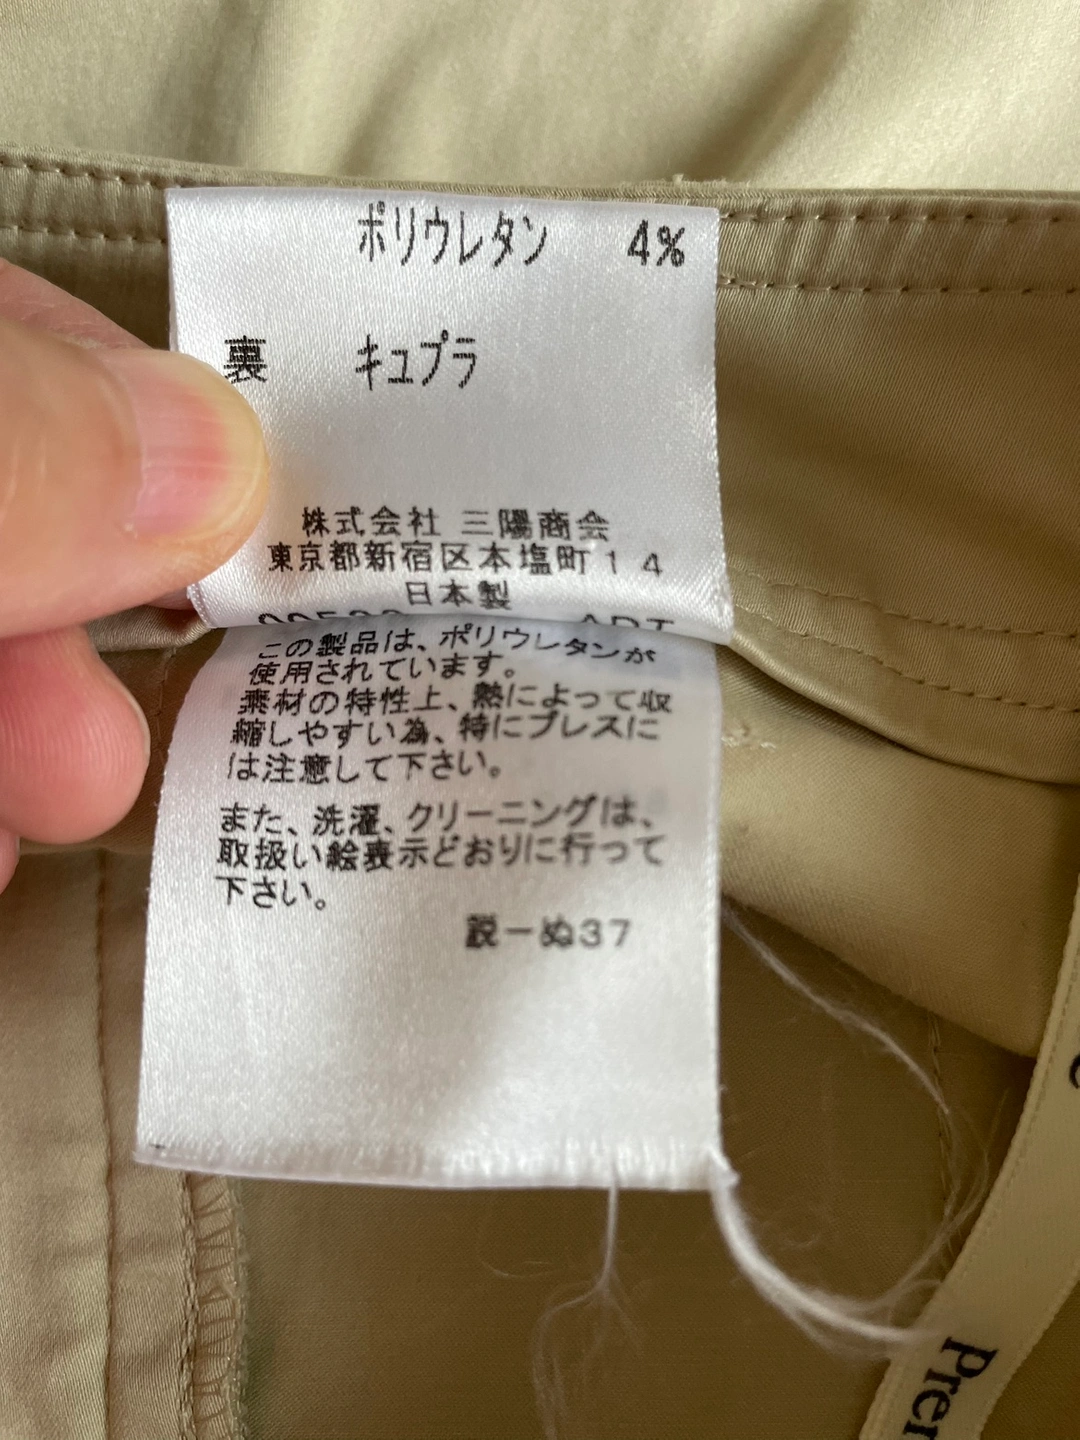 ポリウレタン 4%
裏 キュプラ
株式会社 三陽商会
東京都新宿区本塩町14
日本製
この製品は、ポリウレタンが
使用されています。
素材の特性上、熱によって収
縮しやすい為、特にプレスに
は注意して下さい。
また、洗濯、クリーニングは、
取扱い絵表示どおりに行って
下さい。
説ーぬ37